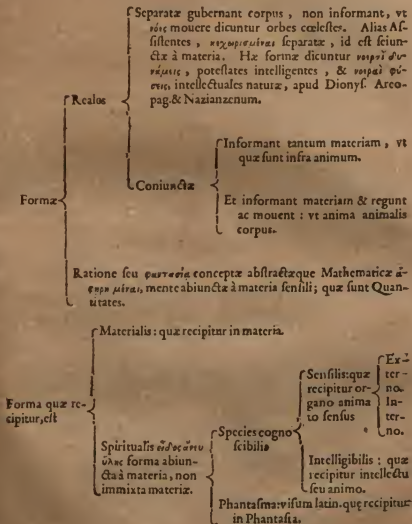 Separatæ gubernant corpus, non informant, vt
νόες mouere dicuntur orbes cœlestes. Alias As-
sistentes, κεχωρισμέναι separatæ, id est seiun-
ctæ à materia. Hæ formæ dicuntur νοεραὶ δυ-
νάμεις, potestates intelligentes, & νοεραὶ φύ-
σεις, intellectuales naturæ, apud Dionys. Areo-
pag. & Nazianzenum.
Reales
Informant tantum materiam, vt
quæ sunt infra animum.
Coniunctæ
Formæ
Et informant materiam & regunt
ac mouent: vt anima animalis
corpus.
Ratione seu φαντασία conceptæ abstractæque Mathematicæ ἀ-
μέναι, mente abiunctæ à materia sensili; quæ sunt Quan-
titates.
Materialis: quæ recipitur in materia.
Forma quæ re-
cipitur, est
Spiritualis εἶδος ἄνευ
ὕλης forma abiun-
cta à materia, non
immixta materiæ.
Species cogno
scibilis
Sensilis: quæ
recipitur or-
gano anima
to sensus
Ex-
ter-
no.
In-
ter-
no.
Intelligibilis: quæ
recipitur intellectu
seu animo.
Phantasma: visum latin. quę recipitur
in Phantasia.